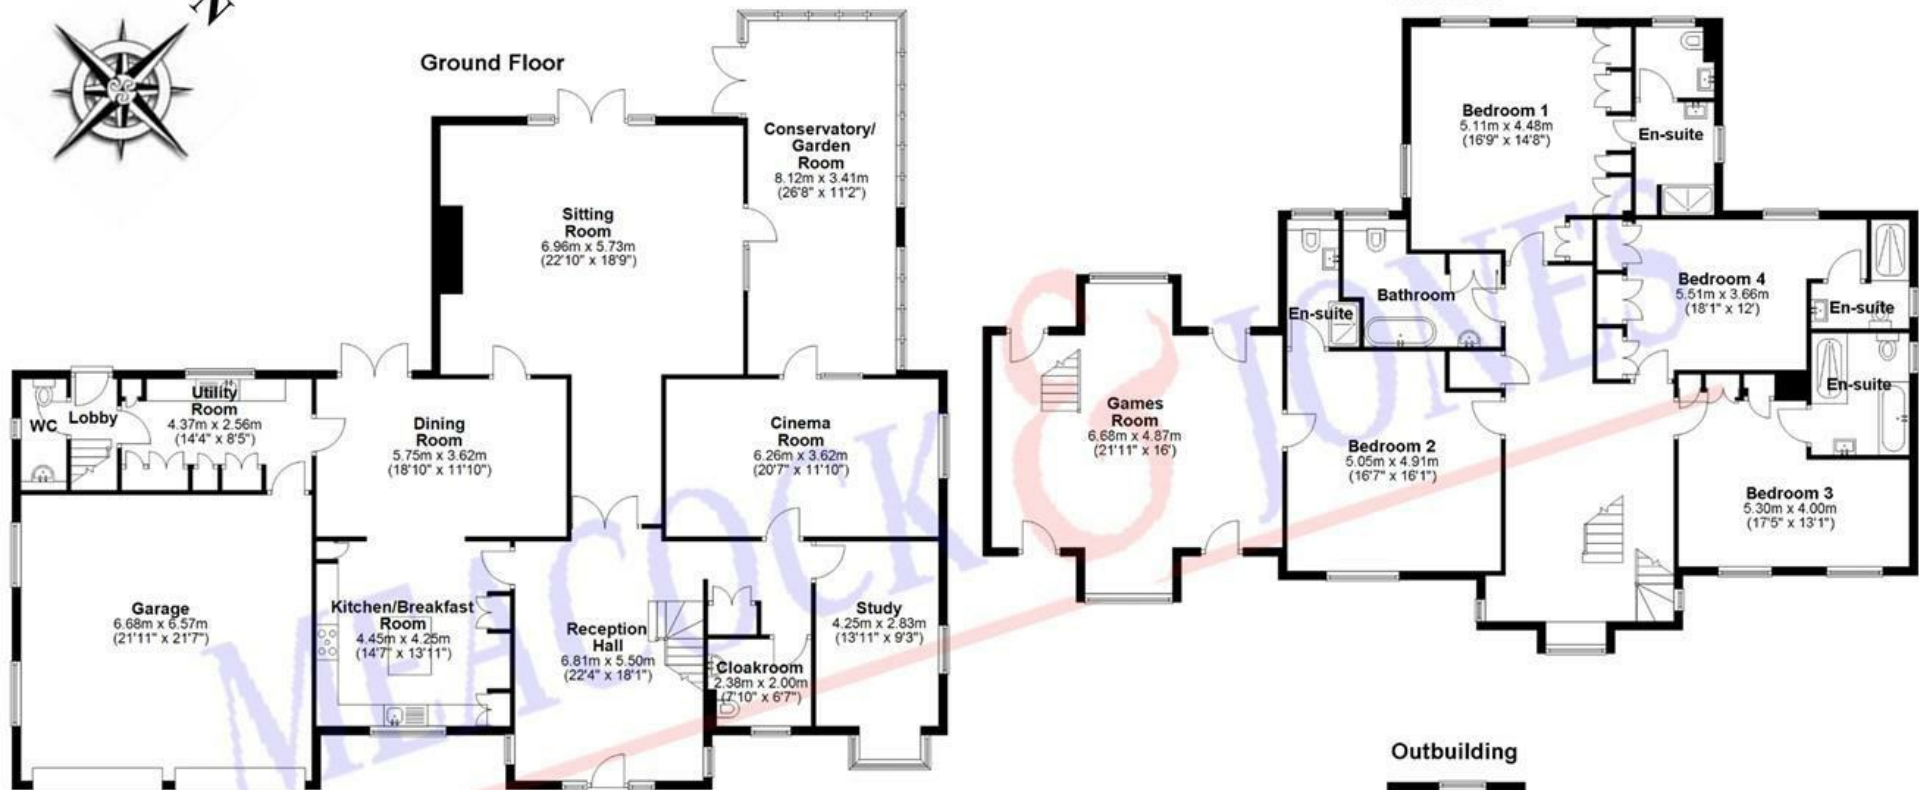 N
Ground Floor
Conservatory/
Garden
Room
8.12m x 3.41m
(26'8" x 11'2")
Sitting
Room
6.96m x 5.73m
(22'10" x 18'9")
WC
Lobby
Utility
Room
4.37m x 2.56m
(14'4" x 8'5")
Dining
Room
5.75m x 3.62m
(18'10" x 11'10")
Cinema
Room
6.26m x 3.62m
(20'7" x 11'10")
Garage
6.68m x 6.57m
(21'11" x 21'7")
Kitchen/Breakfast
Room
4.45m x 4.25m
(14'7" x 13'11")
Reception
Hall
6.81m x 5.50m
(22'4" x 18'1")
Cloakroom
2.38m x 2.00m
(7'10" x 6'7")
Study
4.25m x 2.83m
(13'11" x 9'3")
Bedroom 1
5.11m x 4.48m
(16'9" x 14'8")
En-suite
Bathroom
En-suite
Bedroom 4
5.51m x 3.66m
(18'1" x 12')
En-suite
En-suite
Games
Room
6.68m x 4.87m
(21'11" x 16')
Bedroom 2
5.05m x 4.91m
(16'7" x 16'1")
Bedroom 3
5.30m x 4.00m
(17'5" x 13'1")
Outbuilding
MEACOCK & JONES